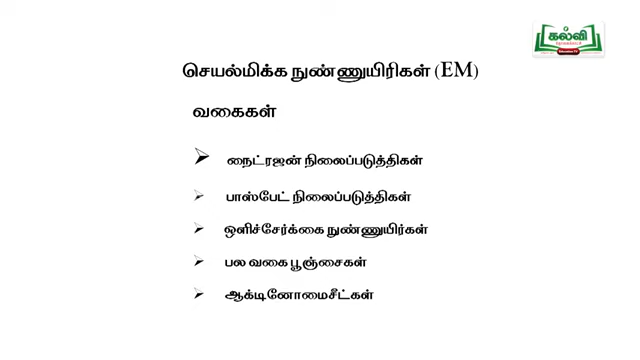 கல்வி
செயல்மிக்க நுண்ணுயிரிகள் (EM)
வகைகள்
நைட்ரஜன் நிலைப்படுத்திகள்
பாஸ்பேட் நிலைப்படுத்திகள்
ஒளிச்சேர்க்கை நுண்ணுயிர்கள்
பல வகை பூஞ்சைகள்
ஆக்டினோமைசீட்கள்